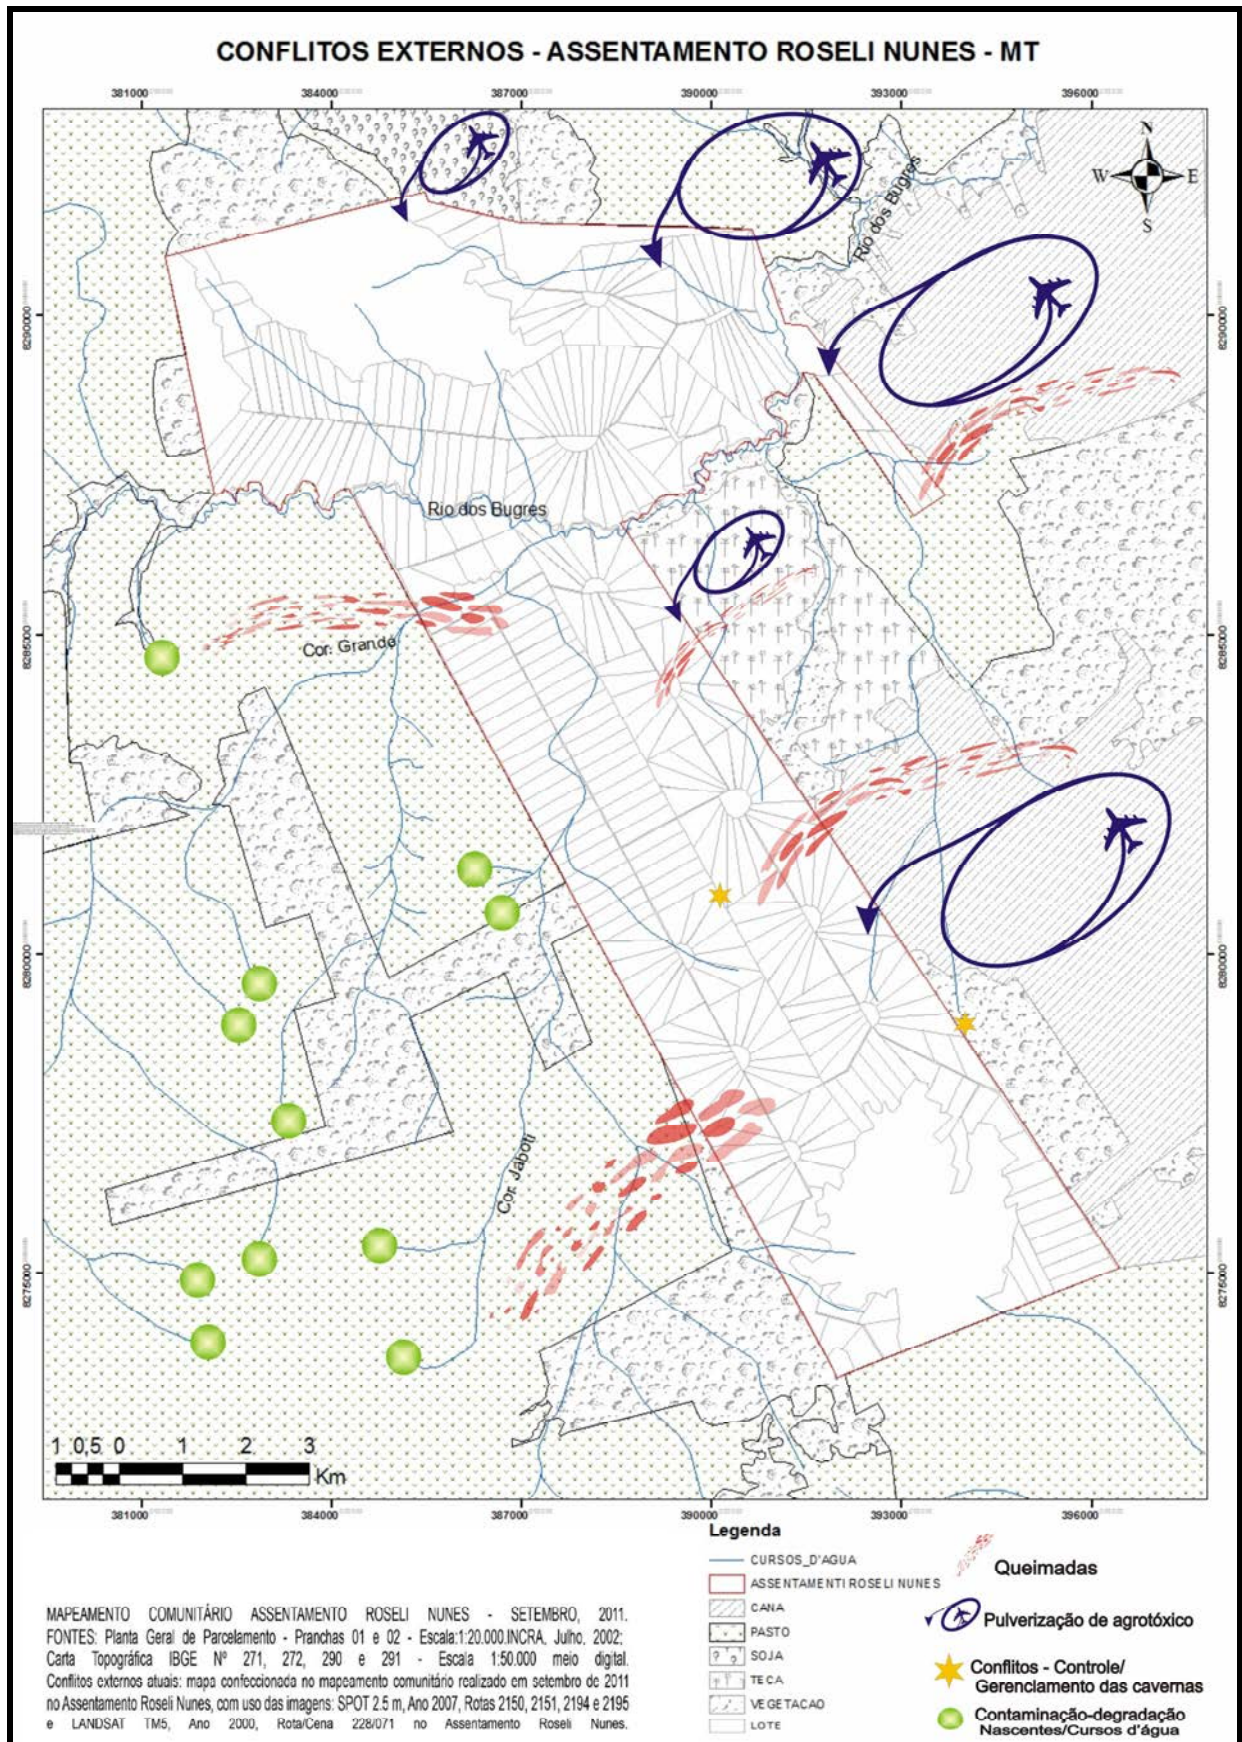 CONFLITOS EXTERNOS - ASSENTAMENTO ROSELI NUNES - MT
381000 384000 387000 390000 393000 396000
N
W E
S
Rio dos Bugres
8290000 8290000
Rio dos Bugres
Cor. Grande
8285000 8285000
8280000 8280000
Cor. Jaboti
8275000 8275000
1 0,5 0 1 2 3
Km
381000 384000 387000 390000 393000 396000
Legenda
CURSOS_D'AGUA
ASSENTAMENTI ROSELI NUNES
CANA
PASTO
SOJA
TECA
VEGETACAO
LOTE
Queimadas
Pulverização de agrotóxico
Conflitos - Controle/
Gerenciamento das cavernas
Contaminação-degradação
Nascentes/Cursos d'água
MAPEAMENTO COMUNITÁRIO ASSENTAMENTO ROSELI NUNES - SETEMBRO, 2011.
FONTES: Planta Geral de Parcelamento - Pranchas 01 e 02 - Escala:1:20.000.INCRA, Julho, 2002;
Carta Topográfica IBGE Nº 271, 272, 290 e 291 - Escala 1:50.000 meio digital.
Conflitos externos atuais: mapa confeccionada no mapeamento comunitário realizado em setembro de 2011
no Assentamento Roseli Nunes, com uso das imagens: SPOT 2.5 m, Ano 2007, Rotas 2150, 2151, 2194 e 2195
e LANDSAT TM5, Ano 2000, Rota/Cena 228/071 no Assentamento Roseli Nunes.